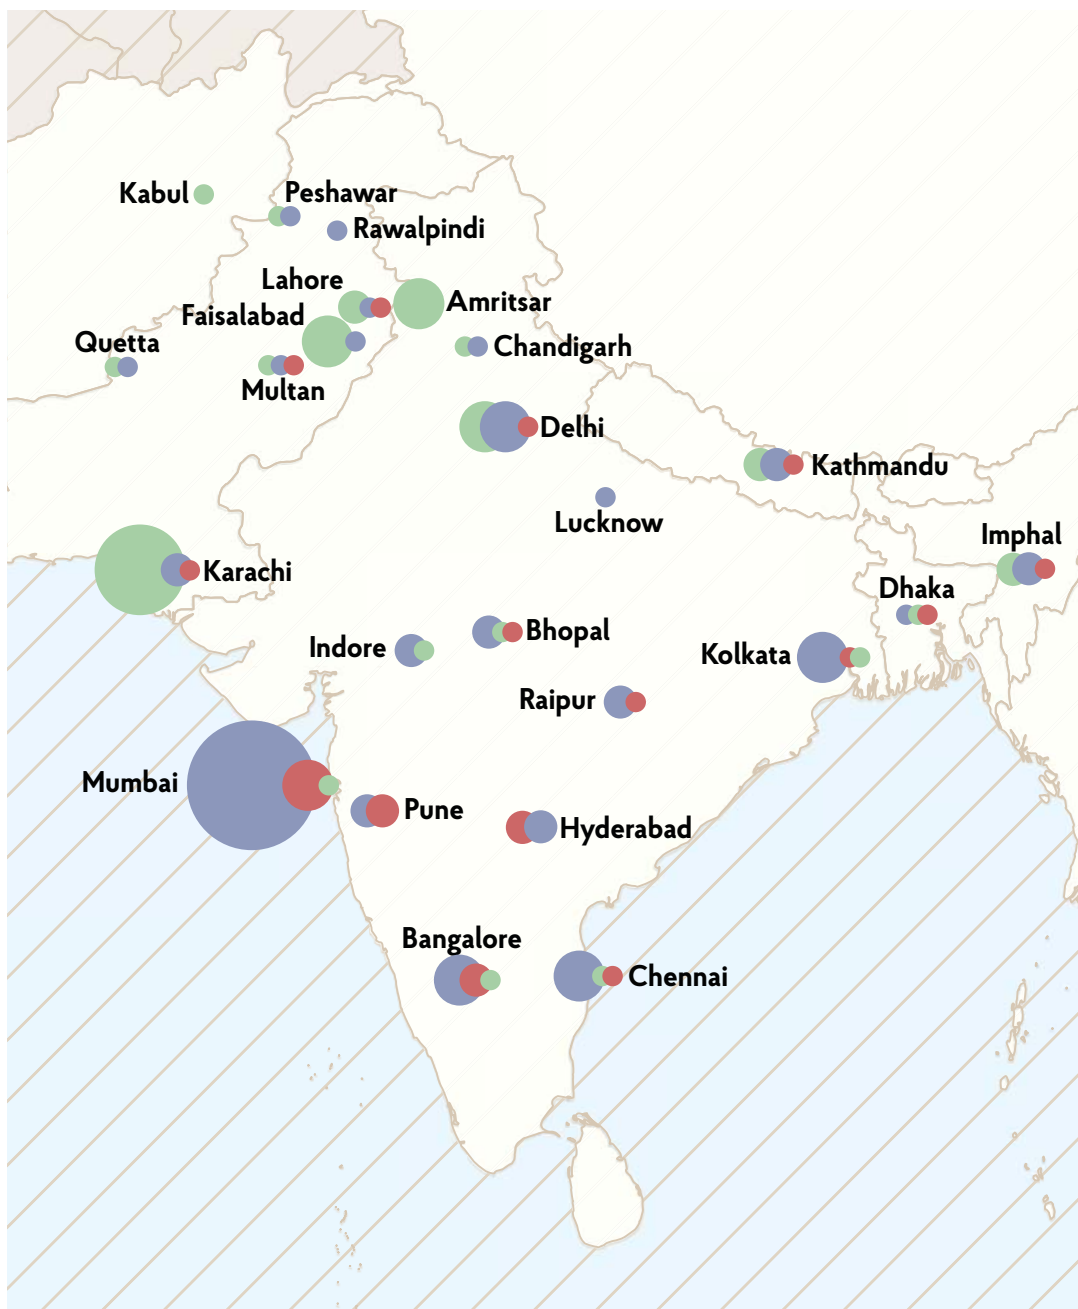 Kabul
Peshawar
Rawalpindi
Lahore
Amritsar
Faisalabad
Quetta
Chandigarh
Multan
Delhi
Kathmandu
Lucknow
Imphal
Karachi
Dhaka
Bhopal
Indore
Kolkata
Raipur
Mumbai
Pune
Hyderabad
Bangalore
Chennai